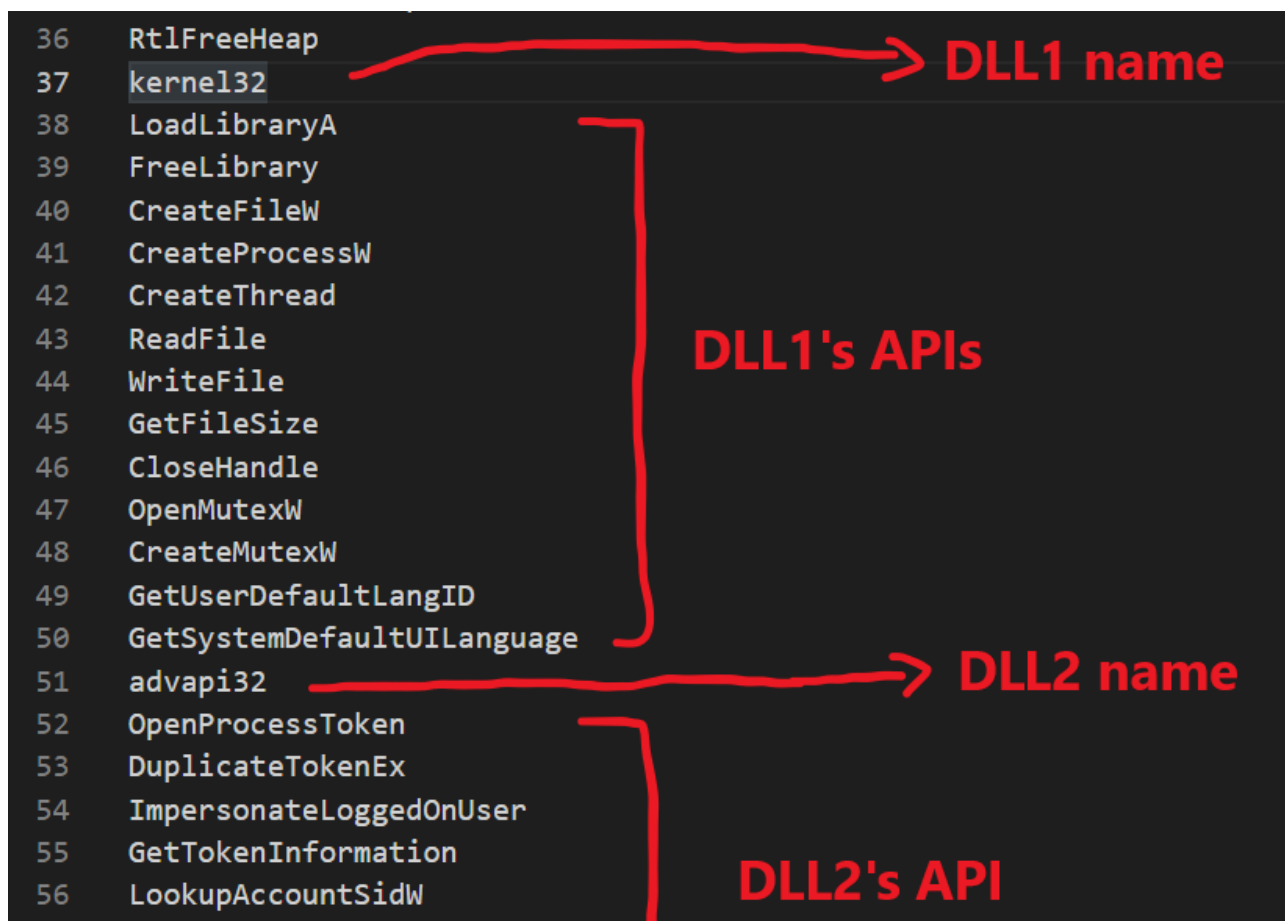 36 RtlFreeHeap
37 kernel32
DLL1 name
38 LoadLibraryA
39 FreeLibrary
40 CreateFileW
41 CreateProcessW
42 CreateThread
43 ReadFile
DLL1's APIs
44 WriteFile
45 GetFileSize
46 CloseHandle
47 OpenMutexW
48 CreateMutexW
49 GetUserDefaultLangID
50 GetSystemDefaultUILanguage
51 advapi32
DLL2 name
52 OpenProcessToken
53 DuplicateTokenEx
54 ImpersonateLoggedOnUser
55 GetTokenInformation
56 LookupAccountSidW
DLL2's API